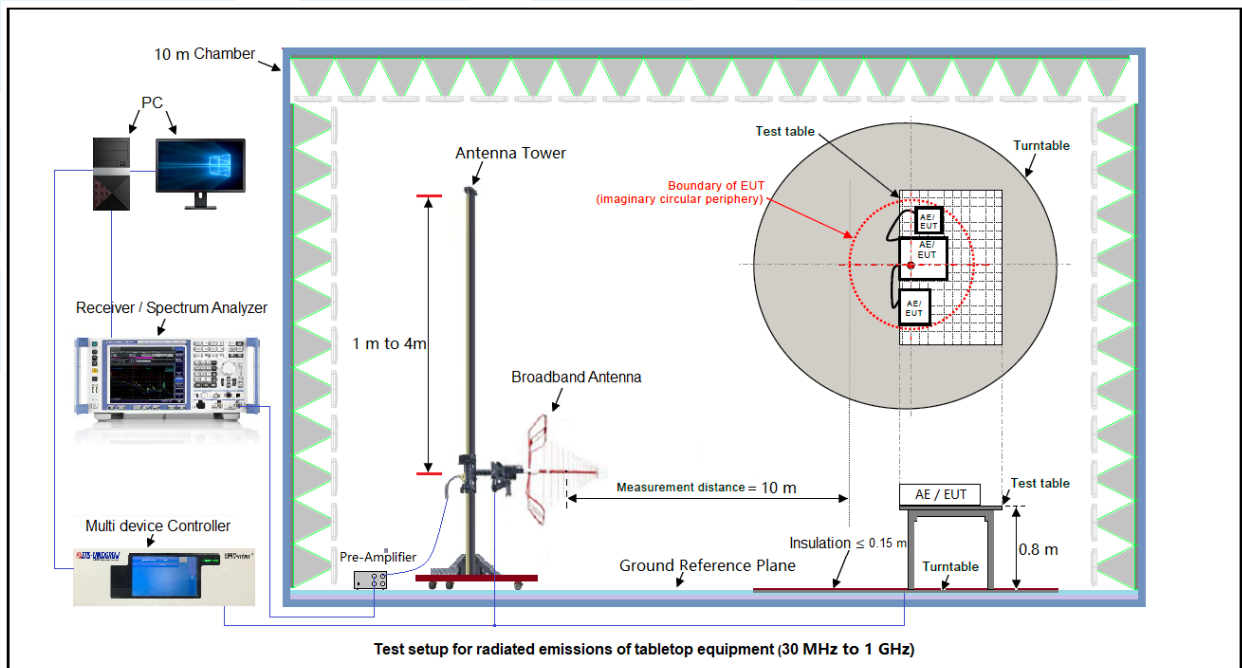 10 m Chamber
PC
Antenna Tower
Test table
Turntable
Boundary of EUT
(imaginary circular periphery)
AE/
EUT
AE/
EUT
AE/
EUT
Receiver / Spectrum Analyzer
1 m to 4m
Broadband Antenna
Measurement distance = 10 m
AE / EUT
Test table
Multi device Controller
Pre-Amplifier
Insulation ≤ 0.15 m
0.8 m
Ground Reference Plane
Turntable
Test setup for radiated emissions of tabletop equipment (30 MHz to 1 GHz)